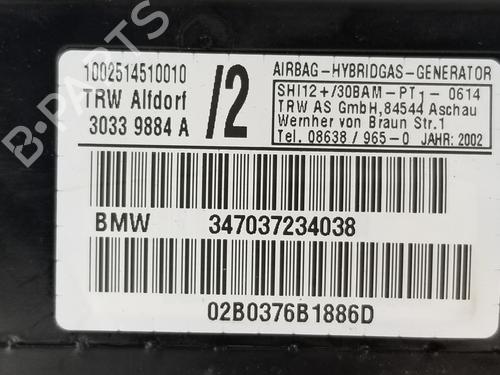 1002514510010
TRW Alfdorf
3033 9884 A
/2
AIRBAG-HYBRIDGAS-GENERATOR
SHI12+/30BAM-PT1-0614
TRW AS GmbH,84544 Aschau
Wernher von Braun Str.1
Tel. 08638/965-0 JAHR: 2002
BMW 347037234038
02B0376B1886D
B-PARTS